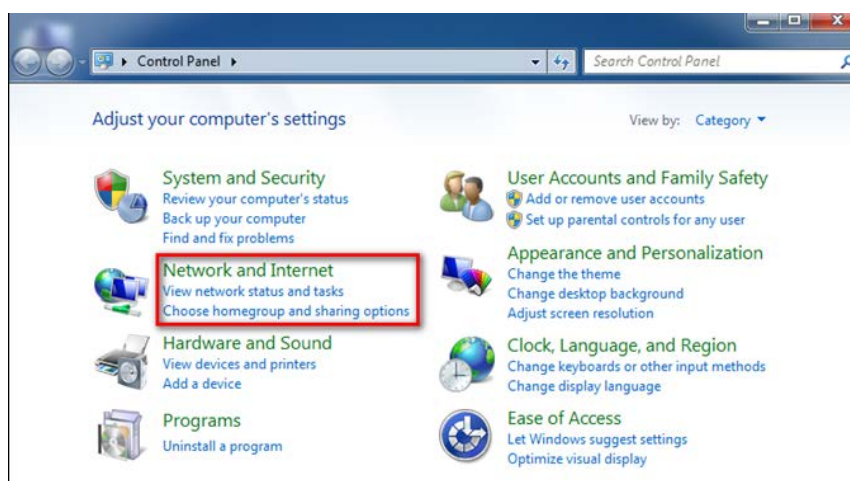 Control Panel
Search Control Panel
Adjust your computer's settings
View by: Category
System and Security
Review your computer's status
Back up your computer
Find and fix problems
Network and Internet
View network status and tasks
Choose homegroup and sharing options
Hardware and Sound
View devices and printers
Add a device
Programs
Uninstall a program
User Accounts and Family Safety
Add or remove user accounts
Set up parental controls for any user
Appearance and Personalization
Change the theme
Change desktop background
Adjust screen resolution
Clock, Language, and Region
Change keyboards or other input methods
Change display language
Ease of Access
Let Windows suggest settings
Optimize visual display